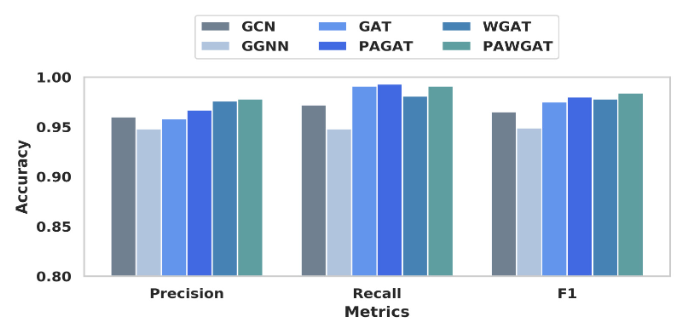 GCN GAT WGAT
GGNN PAGAT PAWGAT
1.00
0.95
0.90
0.85
0.80
Accuracy
Precision Recall F1
Metrics